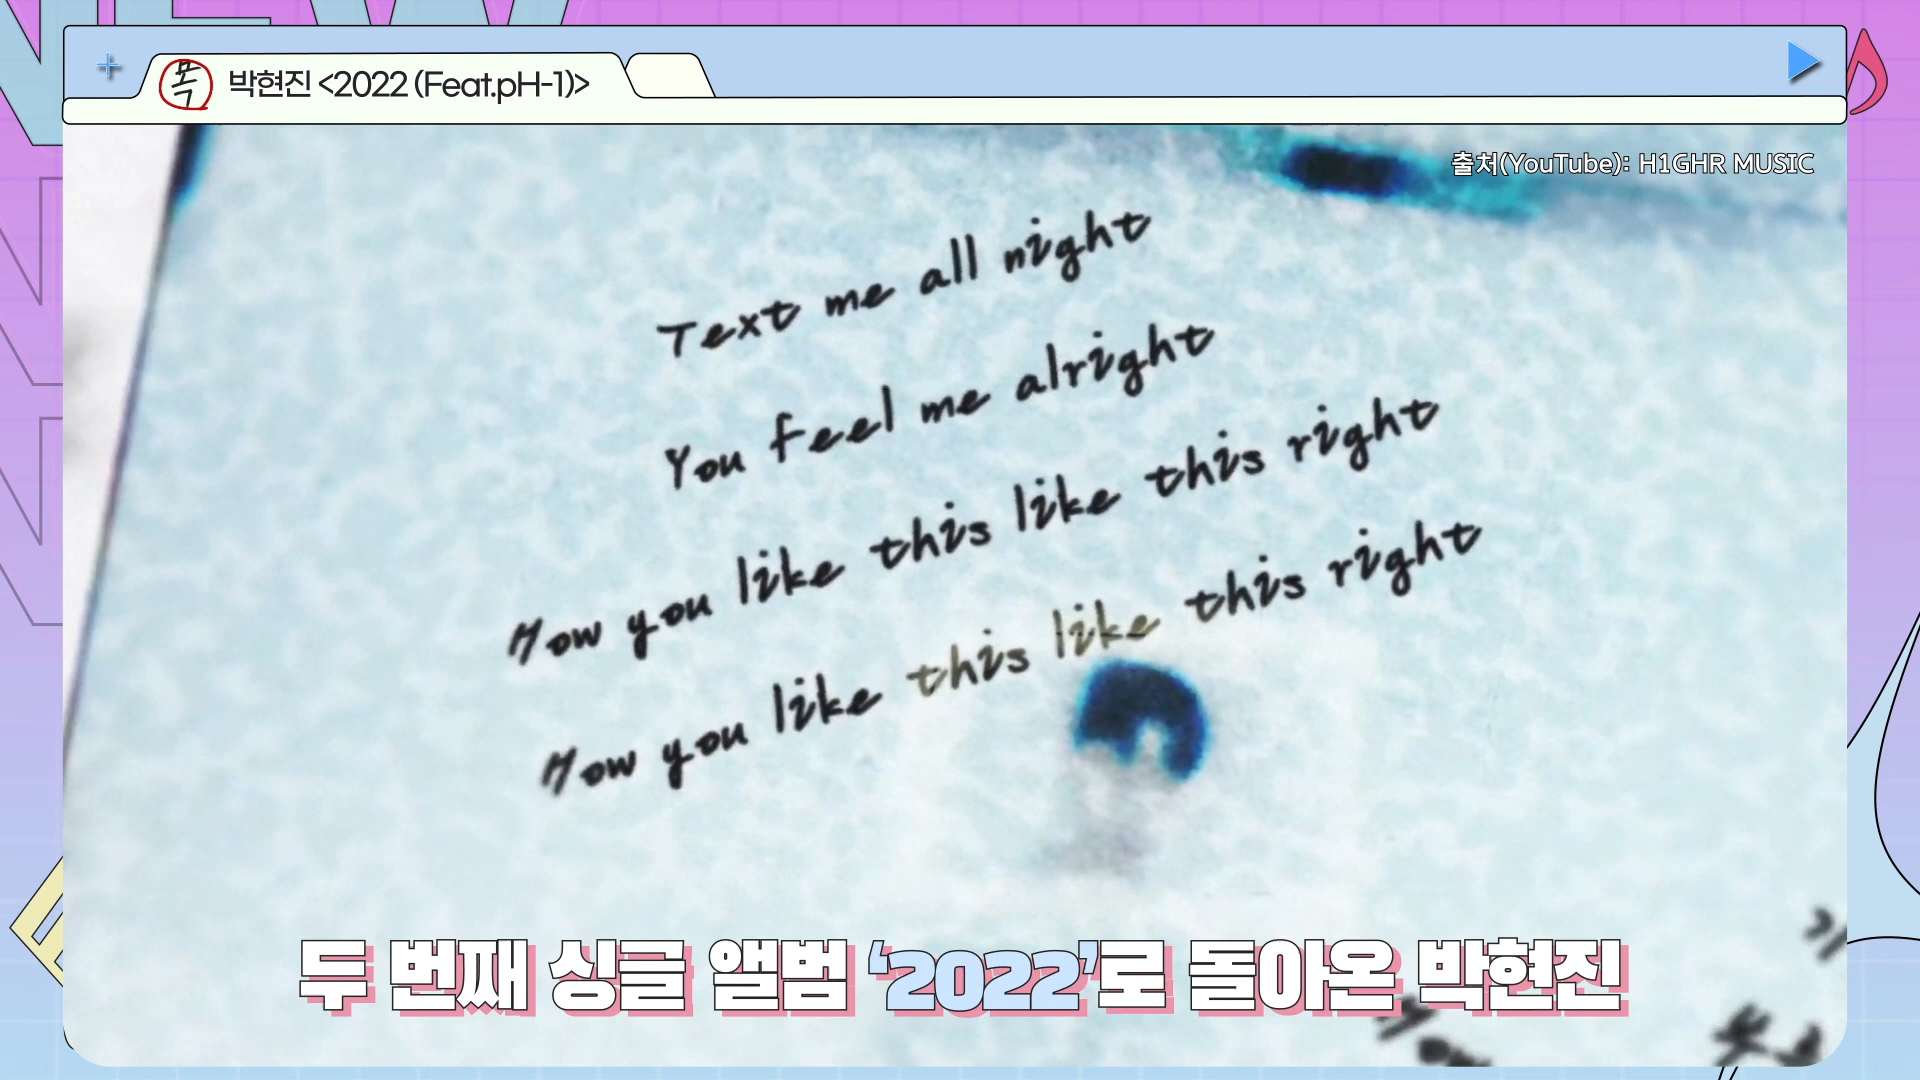 NEW
폭 박현진 <2022 (Feat.pH-1)>
출처(YouTube): H1GHR MUSIC
Text me all night
You feel me alright
How you like this like this right
How you like this like this right
두 번째 싱글 앨범 ‘2022’로 돌아온 박현진